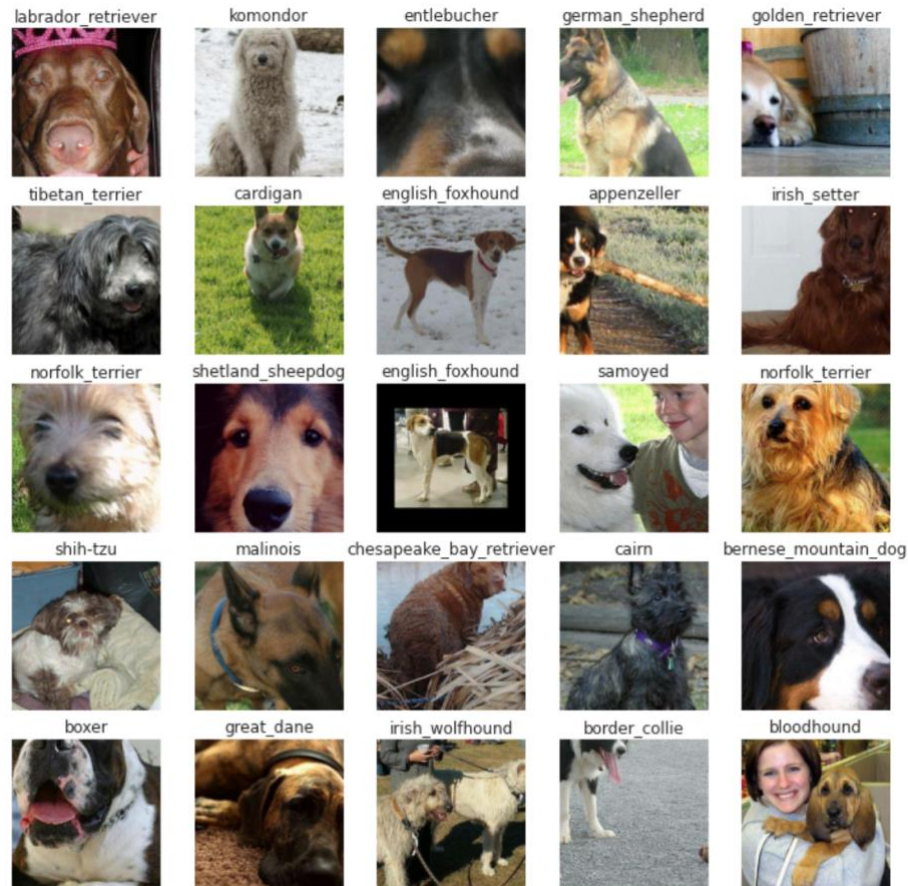 labrador_retriever komondor entlebucher german_shepherd golden_retriever
tibetan_terrier cardigan english_foxhound appenzeller irish_setter
norfolk_terrier shetland_sheepdog english_foxhound samoyed norfolk_terrier
shih-tzu malinois chesapeake_bay_retriever cairn bernese_mountain_dog
boxer great_dane irish_wolfhound border_collie bloodhound